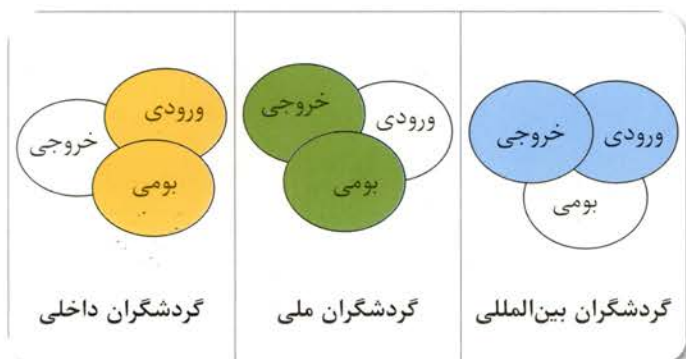 ورودی
خروجی
بومی
گردشگران بین‌المللی
ورودی
خروجی
بومی
گردشگران ملی
ورودی
خروجی
بومی
گردشگران داخلی